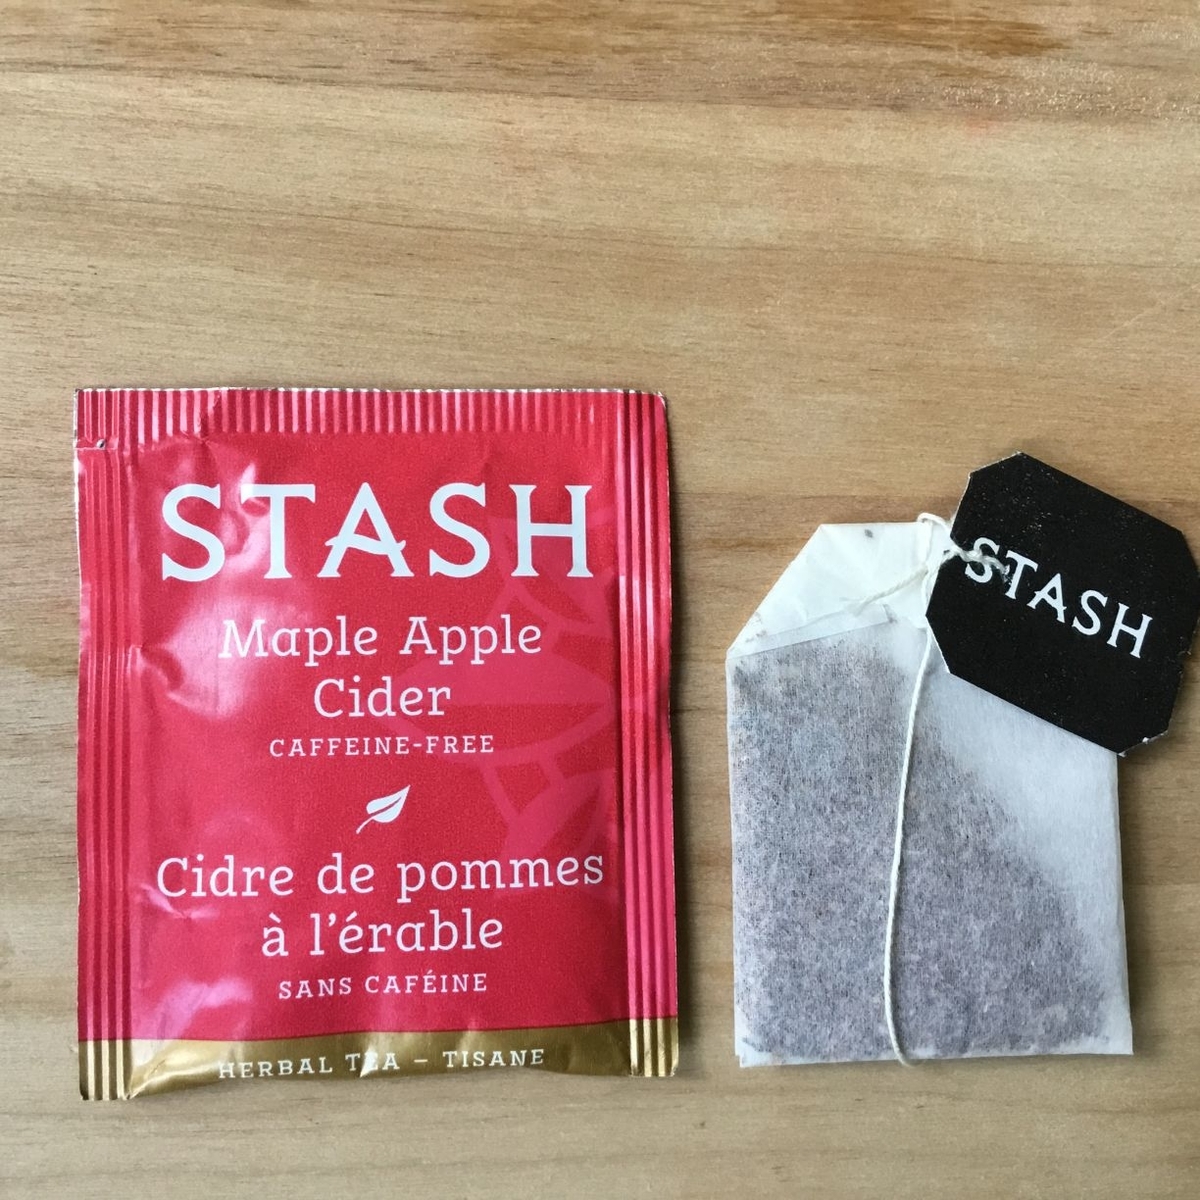 STASH
Maple Apple
Cider
CAFFEINE-FREE
Cidre de pommes
à l'érable
SANS CAFÉINE
HERBAL TEA – TISANE
STASH